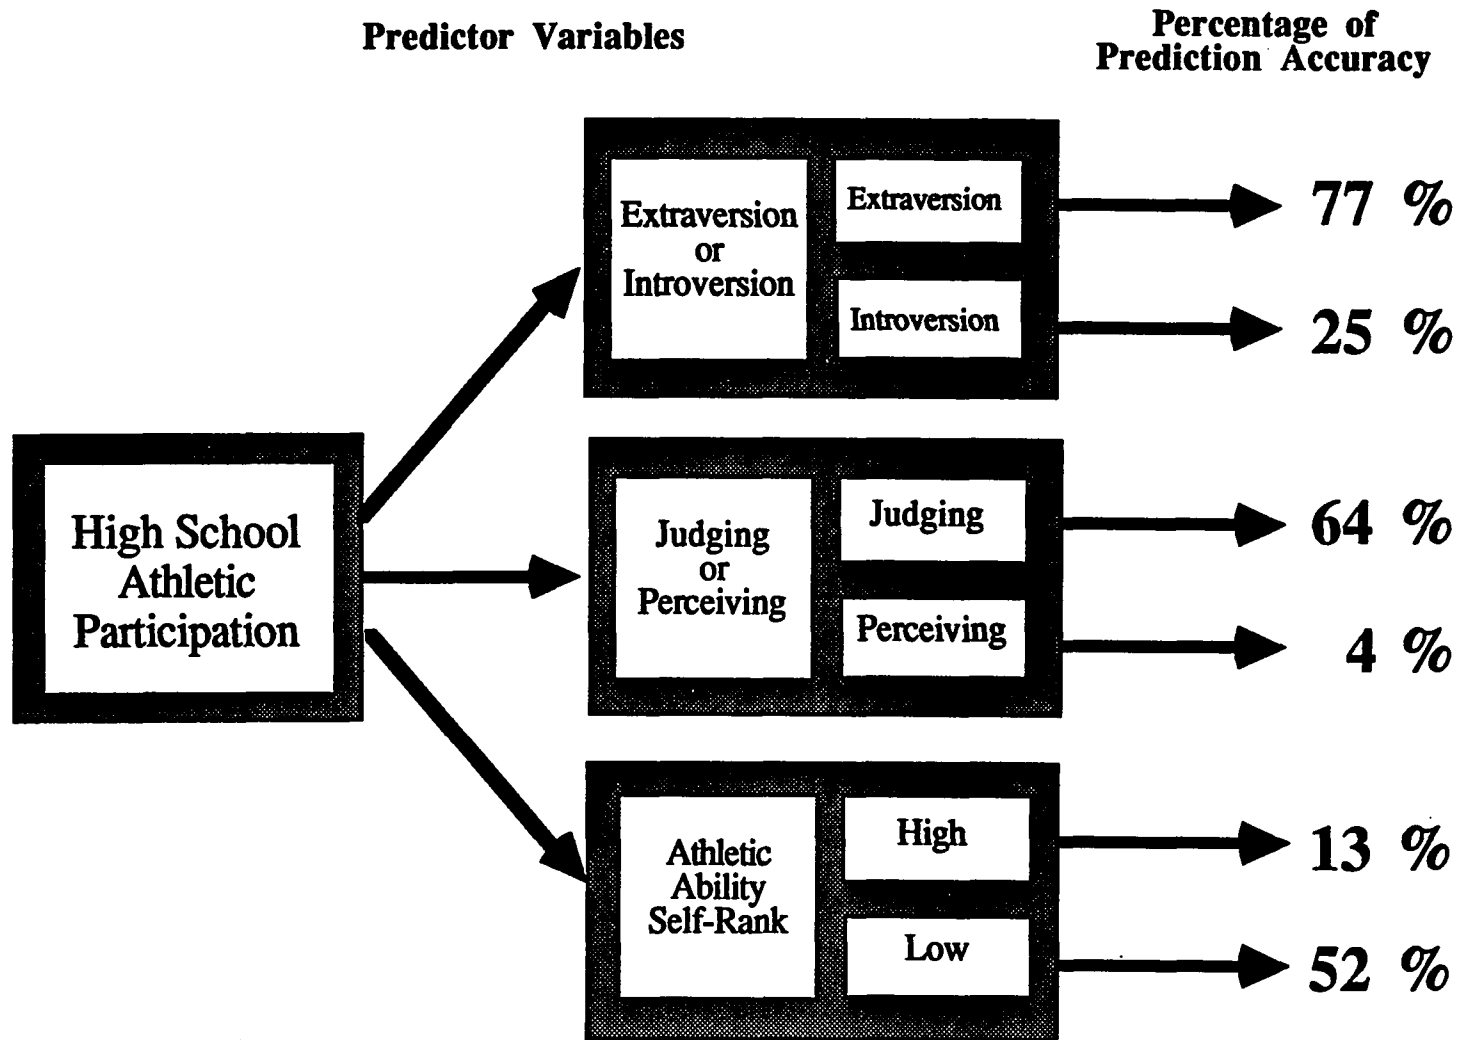 Predictor Variables
Percentage of
Prediction Accuracy
High School
Athletic
Participation
Extraversion
or
Introversion
Extraversion
77 %
Introversion
25 %
Judging
or
Perceiving
Judging
64 %
Perceiving
4 %
Athletic
Ability
Self-Rank
High
13 %
Low
52 %